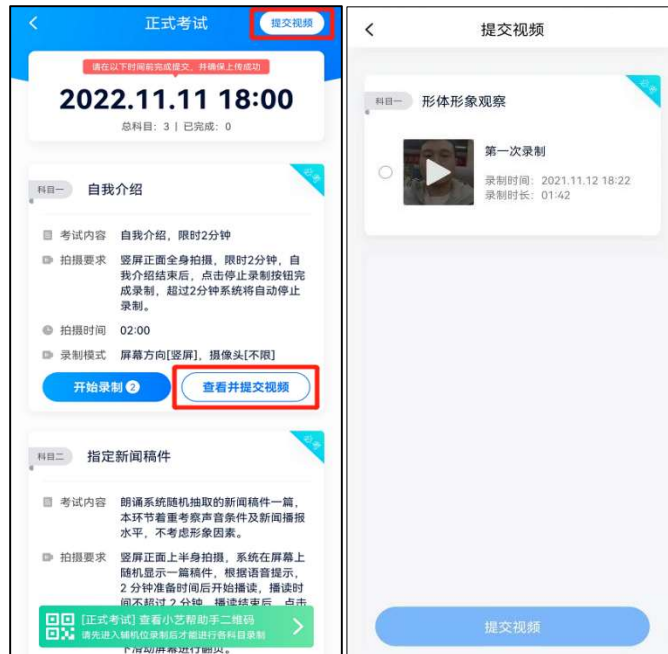 正式考试
提交视频
请在以下时间前完成提交，并确保上传成功
2022.11.11 18:00
总科目：3 | 已完成：0
必考
科目一 自我介绍
考试内容 自我介绍，限时2分钟
拍摄要求 竖屏正面全身拍摄，限时2分钟，自
我介绍结束后，点击停止录制按钮完
成录制，超过2分钟系统将自动停止
录制。
拍摄时间 02:00
录制模式 屏幕方向[竖屏]，摄像头[不限]
开始录制 2
查看并提交视频
必考
科目二 指定新闻稿件
考试内容 朗诵系统随机抽取的新闻稿件一篇，
本环节着重考察声音条件及新闻播报
水平，不考虑形象因素。
拍摄要求 竖屏正面上半身拍摄，系统在屏幕上
随机显示一篇稿件，根据语音提示，
2 分钟准备时间后开始播读，播读时
间不超过 2 分钟，播读结束后，点击
[正式考试] 查看小艺帮助手二维码
请先进入辅机位录制后才能进行各科目录制
下滑动屏幕进行翻页。
提交视频
必考
科目一 形体形象观察
第一次录制
录制时间：2021.11.12 18:22
录制时长：01:42
提交视频